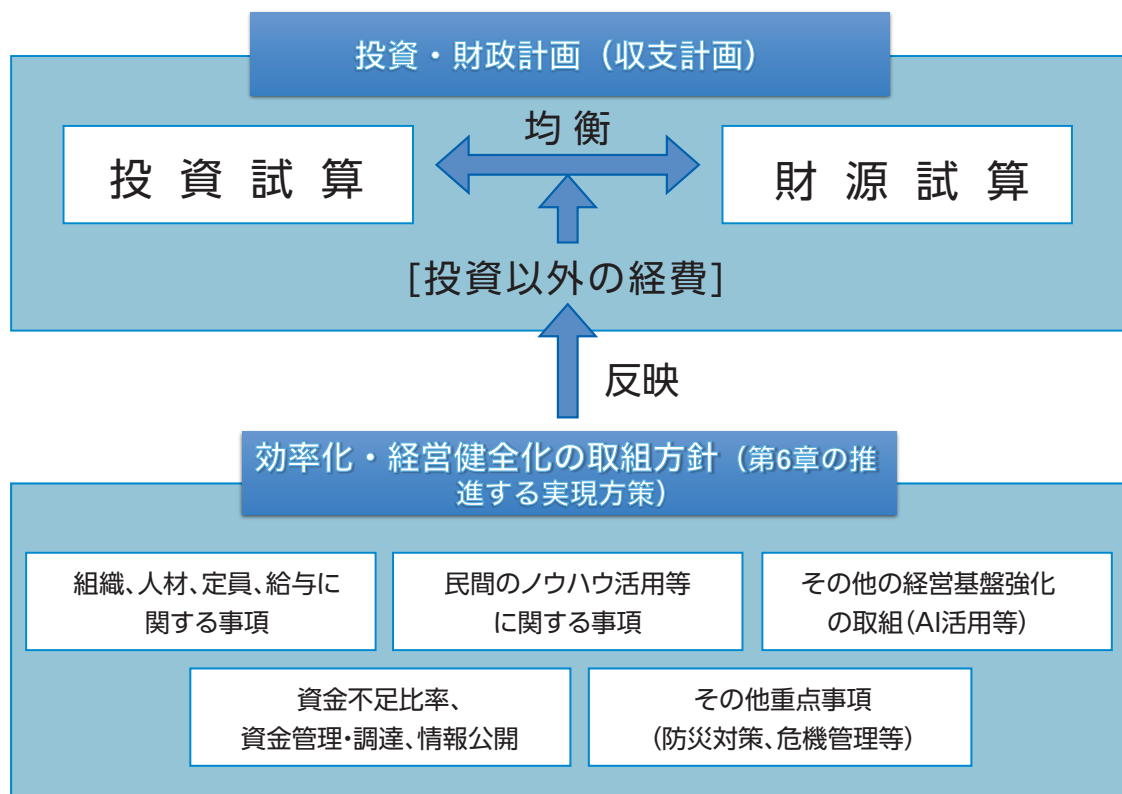 投資・財政計画（収支計画）
均 衡
投 資 試 算
財 源 試 算
[投資以外の経費]
反映
効率化・経営健全化の取組方針（第6章の推
進する実現方策）
組織、人材、定員、給与に
関する事項
民間のノウハウ活用等
に関する事項
その他の経営基盤強化
の取組（AI活用等）
資金不足比率、
資金管理・調達、情報公開
その他重点事項
（防災対策、危機管理等）